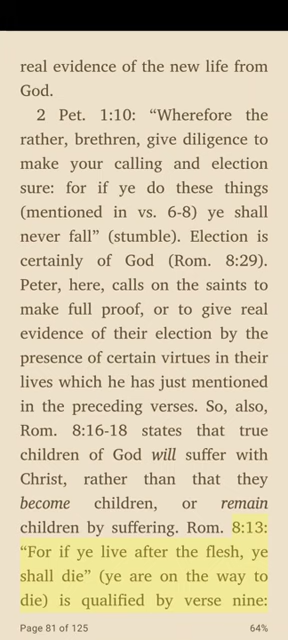 real evidence of the new life from
God.
2 Pet. 1:10: “Wherefore the
rather, brethren, give diligence to
make your calling and election
sure: for if ye do these things
(mentioned in vs. 6-8) ye shall
never fall” (stumble). Election is
certainly of God (Rom. 8:29).
Peter, here, calls on the saints to
make full proof, or to give real
evidence of their election by the
presence of certain virtues in their
lives which he has just mentioned
in the preceding verses. So, also,
Rom. 8:16-18 states that true
children of God will suffer with
Christ, rather than that they
become children, or remain
children by suffering. Rom. 8:13:
“For if ye live after the flesh, ye
shall die” (ye are on the way to
die) is qualified by verse nine:
Page 81 of 125
64%